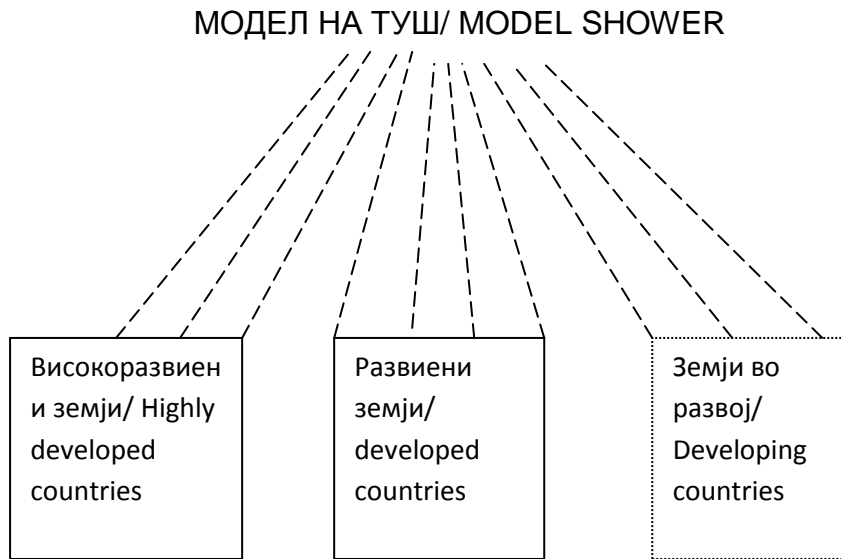 МОДЕЛ НА ТУШ/ MODEL SHOWER
Високоразвиен
и земји/ Highly
developed
countries
Развиени
земји/
developed
countries
Земји во
развој/
Developing
countries